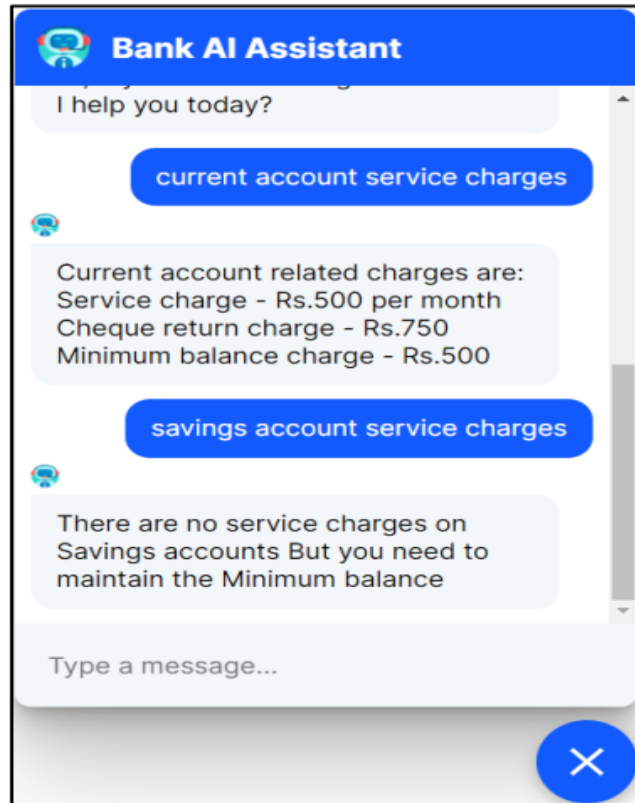 Bank AI Assistant
I help you today?
current account service charges
Current account related charges are:
Service charge - Rs.500 per month
Cheque return charge - Rs.750
Minimum balance charge - Rs.500
savings account service charges
There are no service charges on
Savings accounts But you need to
maintain the Minimum balance
Type a message...